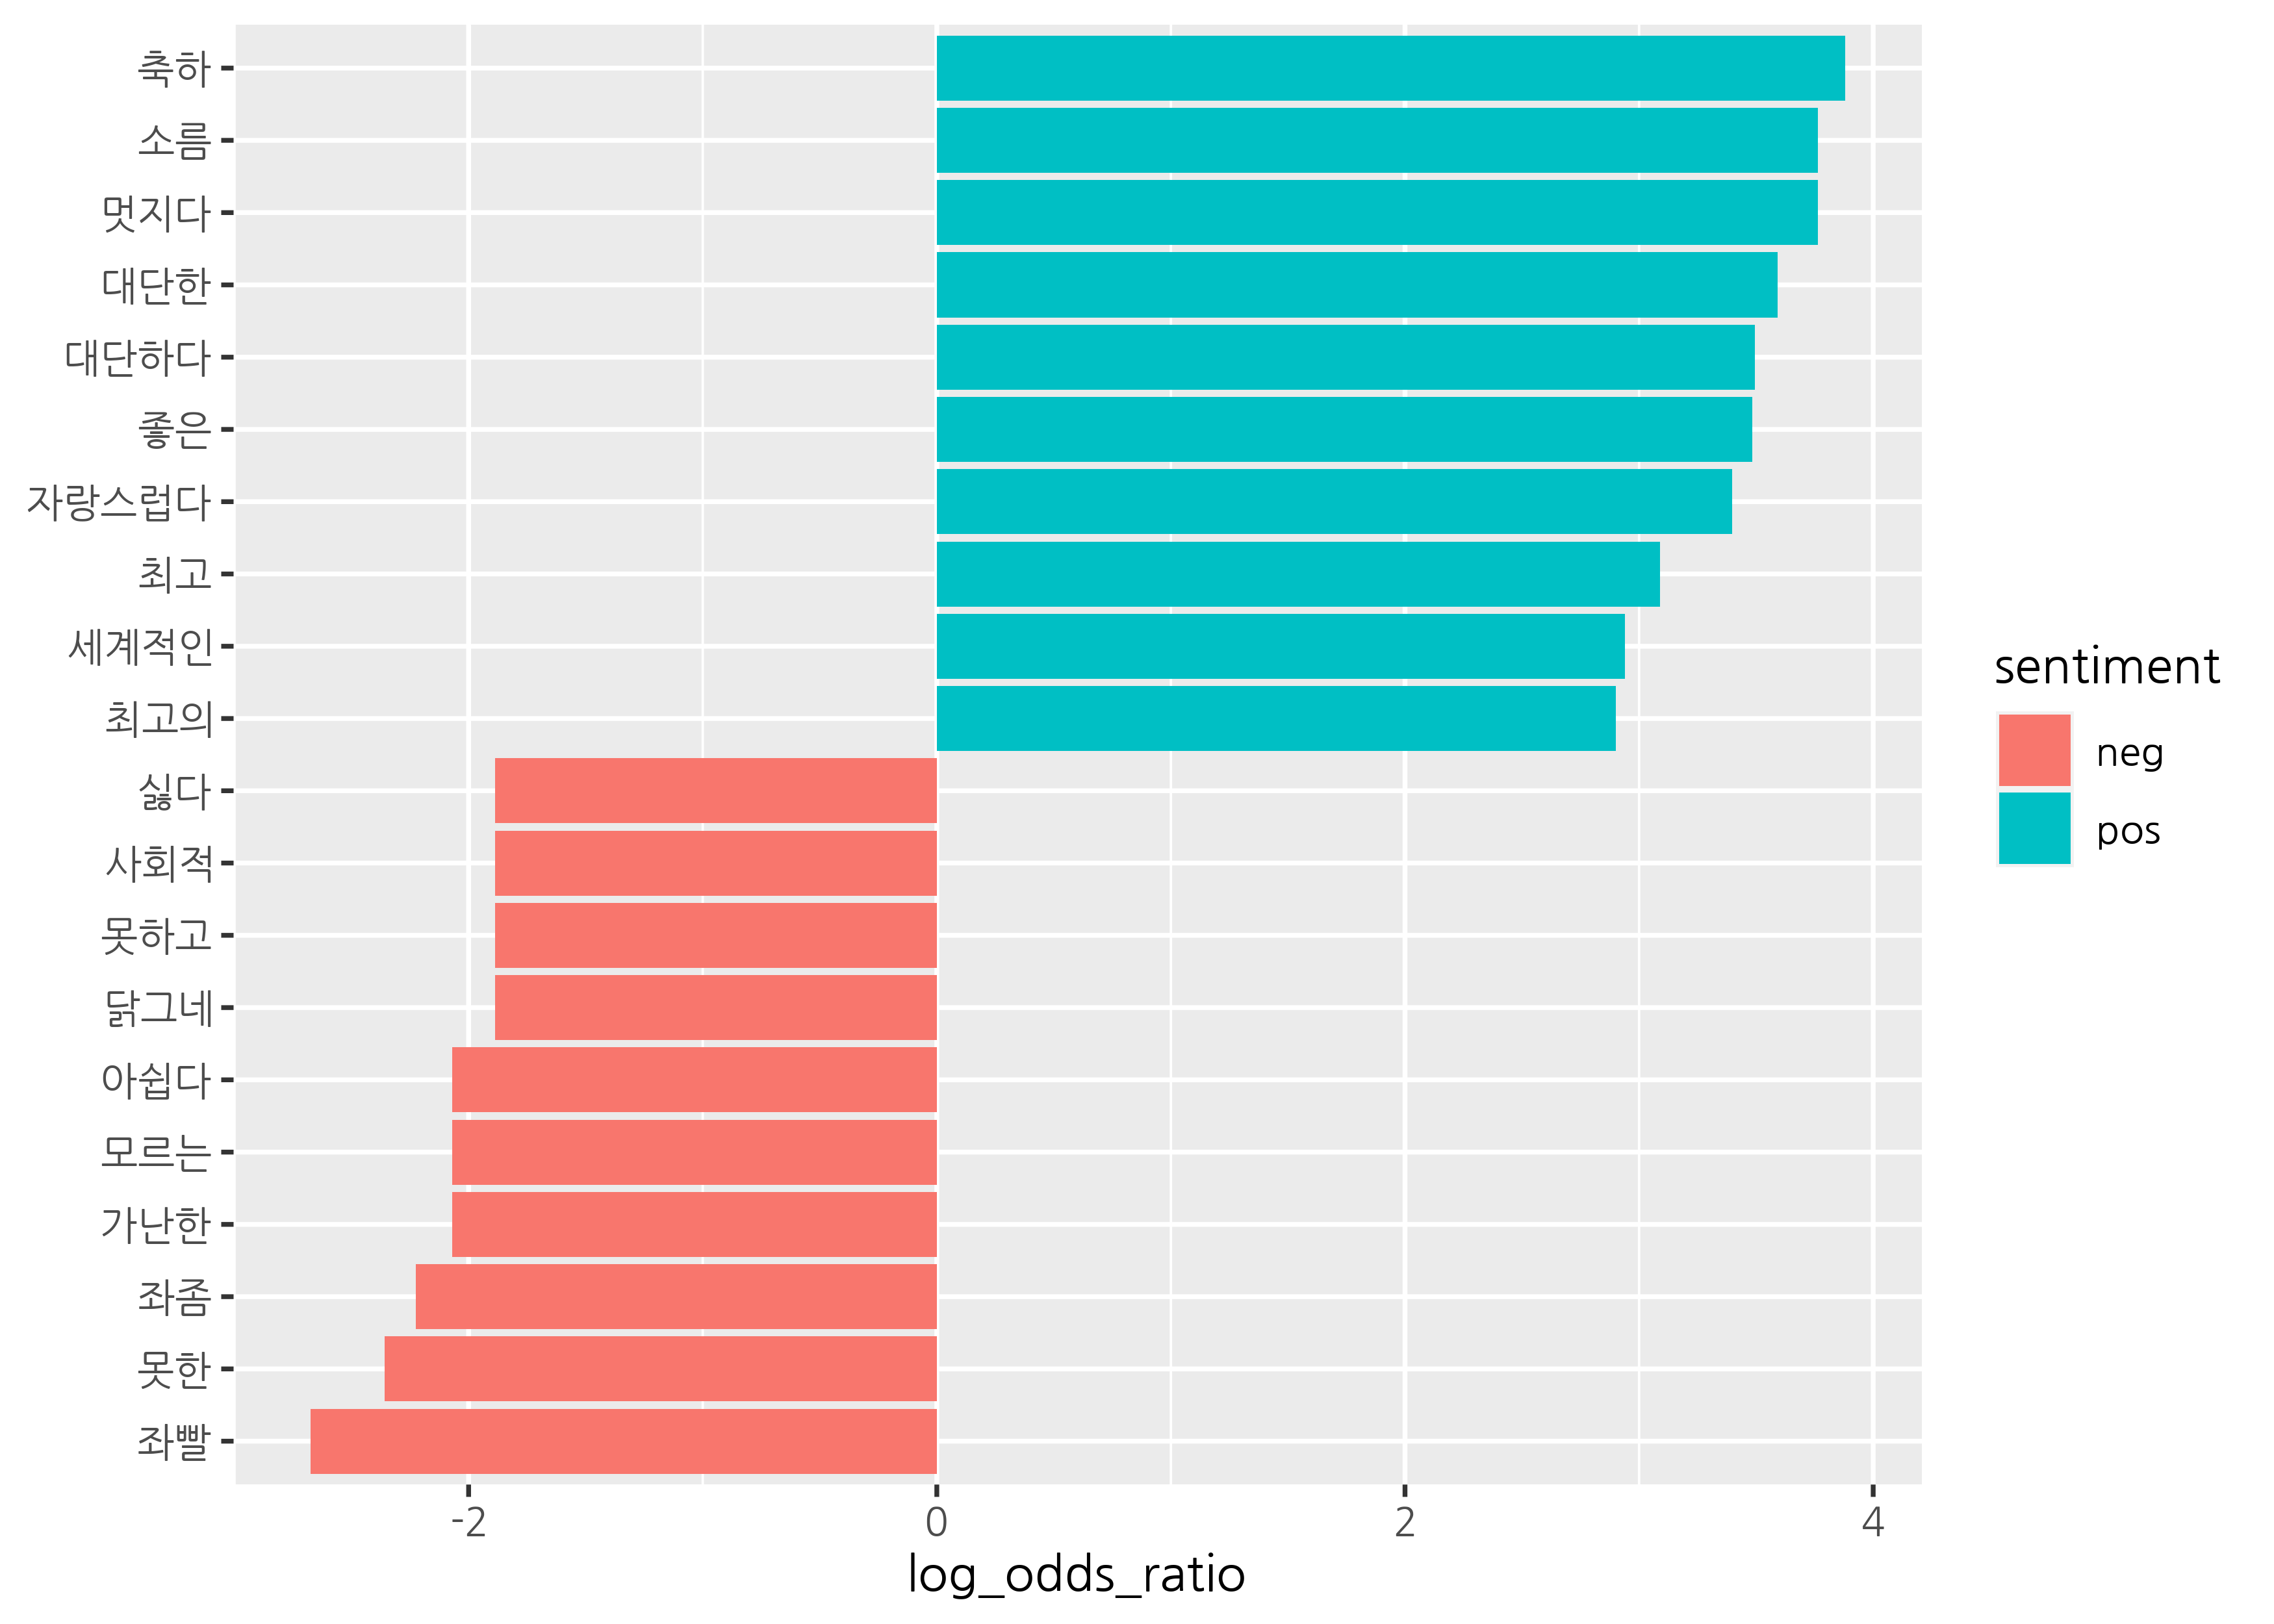 축하
소름
멋지다
대단한
대단하다
좋은
자랑스럽다
최고
세계적인
최고의
싫다
사회적
못하고
닭그네
아쉽다
모르는
가난한
좌좀
못한
좌빨
-2 0 2 4
log_odds_ratio
sentiment
neg
pos